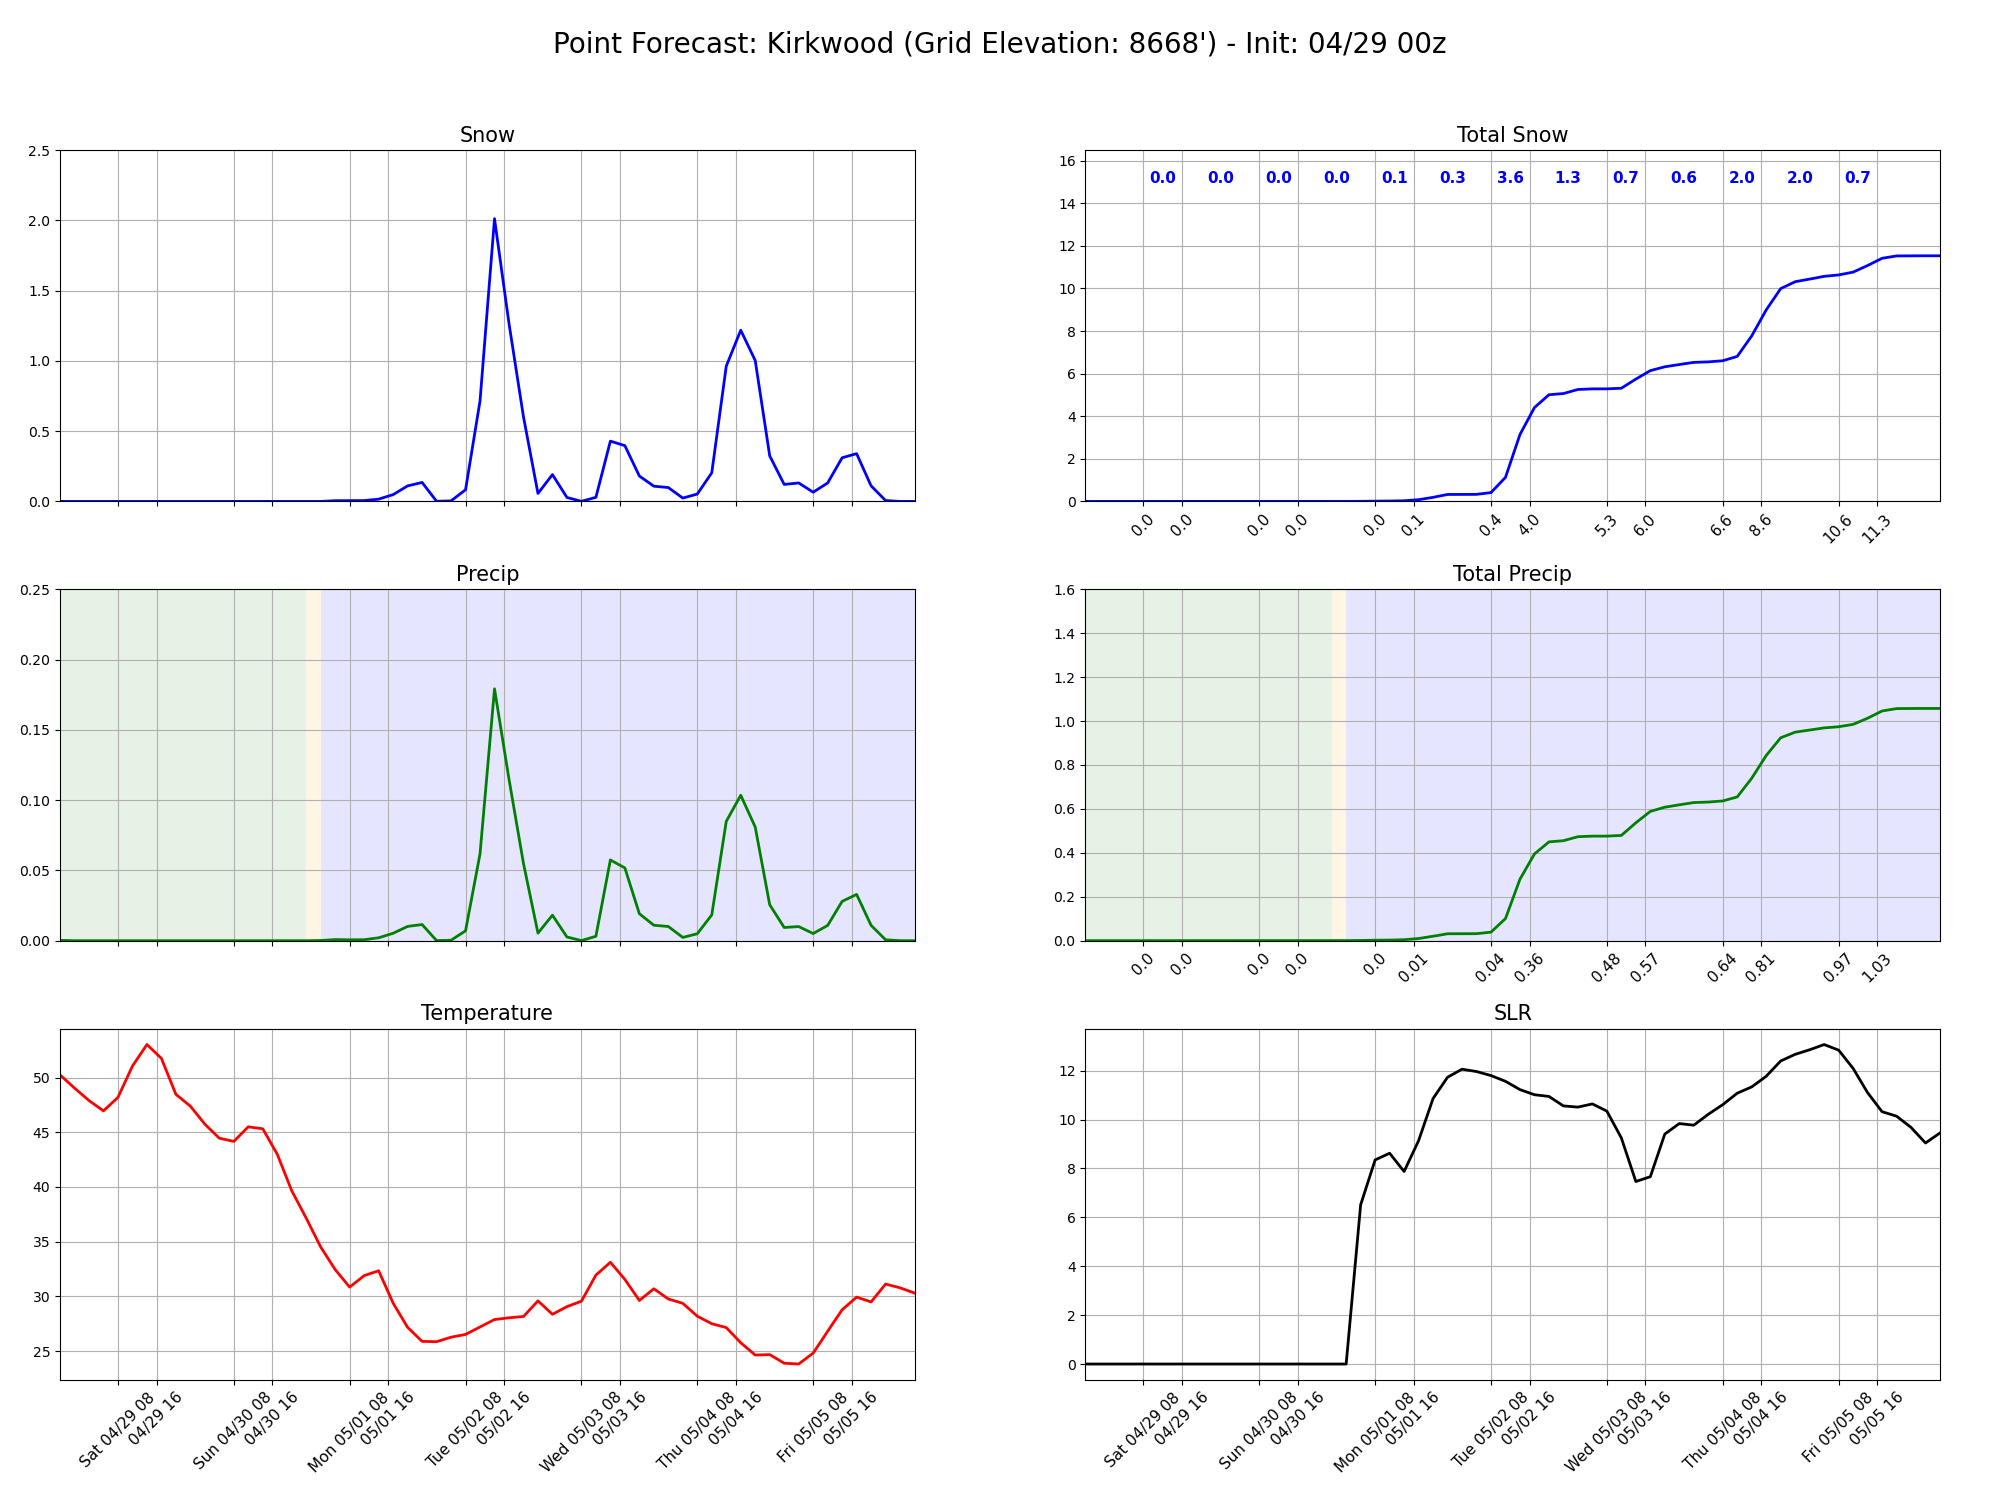 Point Forecast: Kirkwood (Grid Elevation: 8668') - Init: 04/29 00z
Snow
2.5
2.0
1.5
1.0
0.5
0.0
Total Snow
16
14
12
10
8
6
4
2
0
0.0 0.0 0.0 0.0 0.1 0.3 3.6 1.3 0.7 0.6 2.0 2.0 0.7
0.0 0.0 0.0 0.0 0.0 0.1 0.4 4.0 5.3 6.0 6.6 8.6 10.6 11.3
Precip
0.25
0.20
0.15
0.10
0.05
0.00
Total Precip
1.6
1.4
1.2
1.0
0.8
0.6
0.4
0.2
0.0
0.0 0.0 0.0 0.0 0.0 0.01 0.04 0.36 0.48 0.57 0.64 0.81 0.97 1.03
Temperature
50
45
40
35
30
25
Sat 04/29 08
04/29 16
Sun 04/30 08
04/30 16
Mon 05/01 08
05/01 16
Tue 05/02 08
05/02 16
Wed 05/03 08
05/03 16
Thu 05/04 08
05/04 16
Fri 05/05 08
05/05 16
SLR
12
10
8
6
4
2
0
Sat 04/29 08
04/29 16
Sun 04/30 08
04/30 16
Mon 05/01 08
05/01 16
Tue 05/02 08
05/02 16
Wed 05/03 08
05/03 16
Thu 05/04 08
05/04 16
Fri 05/05 08
05/05 16